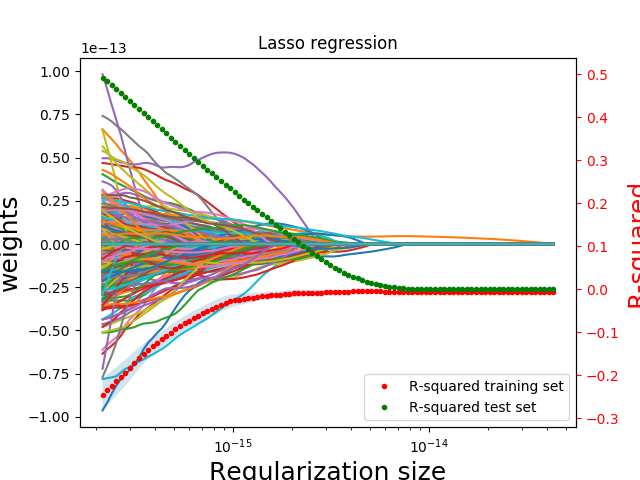 Lasso regression
1e−13
1.00
0.75
0.50
0.25
0.00
−0.25
−0.50
−0.75
−1.00
weights
0.5
0.4
0.3
0.2
0.1
0.0
−0.1
−0.2
−0.3
R-squared
R-squared training set
R-squared test set
10⁻¹⁵ 10⁻¹⁴
Regularization size